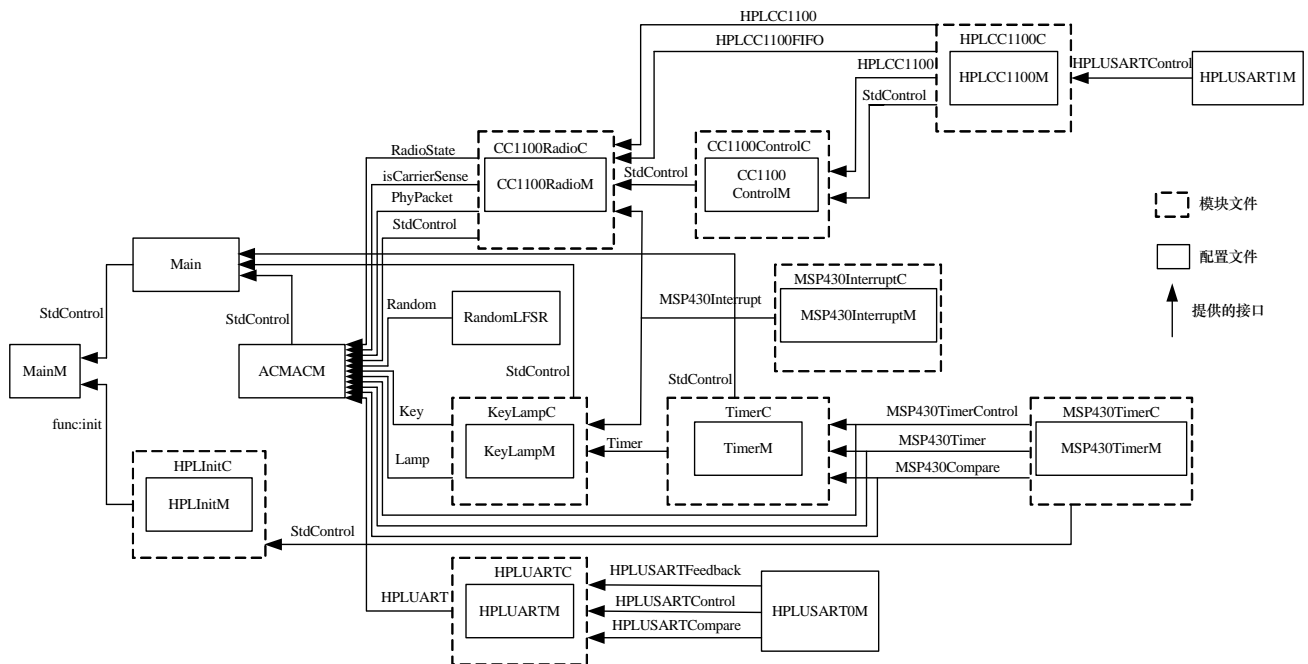 HPLCC1100
HPLCC1100FIFO
HPLCC1100C
HPLCC1100
HPLCC1100M
HPLUSARTControl
HPLUSART1M
StdControl
RadioState
CC1100RadioC
CC1100ControlC
isCarrierSense
CC1100RadioM
StdControl
CC1100
ControlM
PhyPacket
StdControl
模块文件
Main
配置文件
MSP430InterruptC
MSP430Interrupt
Random
RandomLFSR
MSP430InterruptM
提供的接口
StdControl
StdControl
MainM
ACMACM
StdControl
StdControl
Key
KeyLampC
TimerC
MSP430TimerControl
MSP430TimerC
func:init
KeyLampM
Timer
TimerM
MSP430Timer
MSP430TimerM
Lamp
MSP430Compare
HPLInitC
HPLInitM
StdControl
HPLUARTC
HPLUSARTFeedback
HPLUART
HPLUARTM
HPLUSARTControl
HPLUSART0M
HPLUSARTCompare